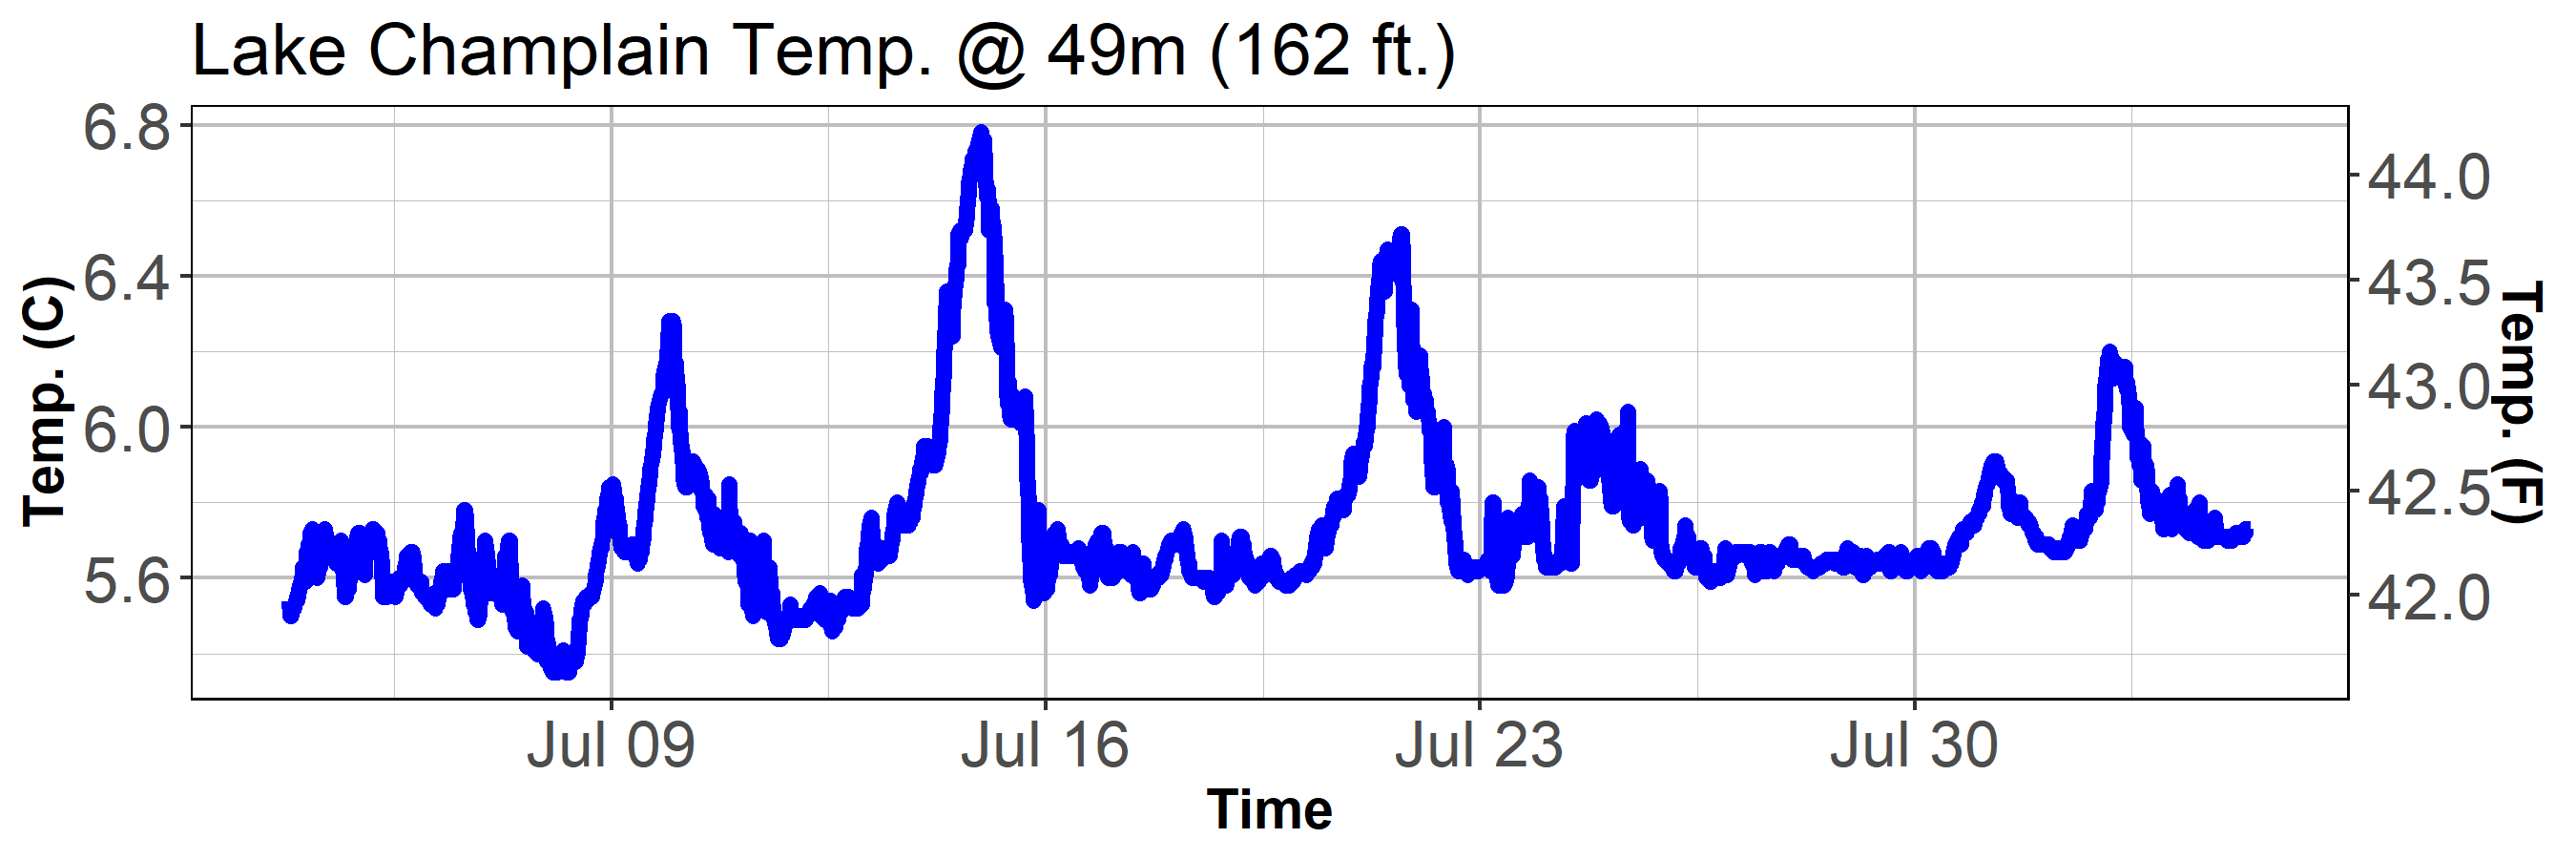 Lake Champlain Temp. @ 49m (162 ft.)
6.8
6.4
6.0
5.6
Temp. (C)
44.0
43.5
43.0
42.5
42.0
Temp. (F)
Jul 09 Jul 16 Jul 23 Jul 30
Time